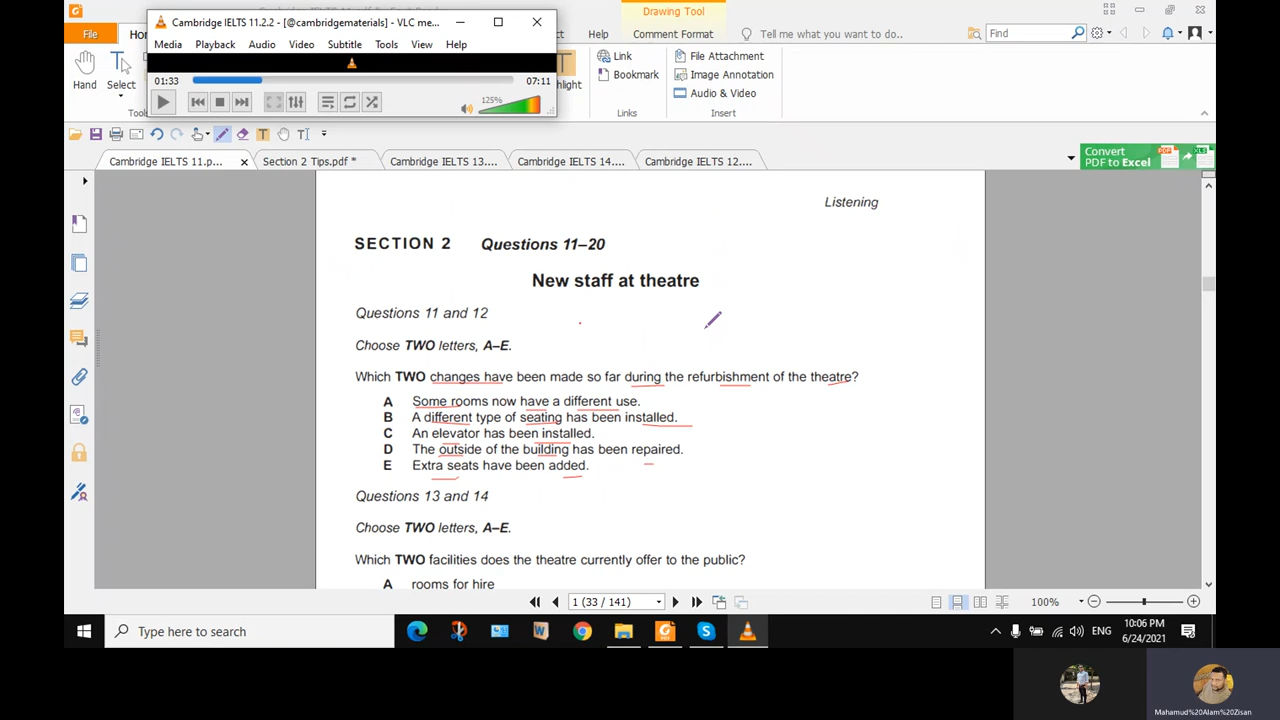 Cambridge IELTS 11.2.2 - [@cambridgematerials] - VLC me...
Media Playback Audio Video Subtitle Tools View Help
01:33 07:11
125%
Drawing Tool
File Hom Help Comment Format Tell me what you want to do.. Find
Hand Select
Tools
hlight
Link
Bookmark
Links
File Attachment
Image Annotation
Audio & Video
Insert
Cambridge IELTS 11.p... Section 2 Tips.pdf * Cambridge IELTS 13.... Cambridge IELTS 14.... Cambridge IELTS 12....
Convert
PDF to Excel
Listening
SECTION 2 Questions 11–20
New staff at theatre
Questions 11 and 12
Choose TWO letters, A–E.
Which TWO changes have been made so far during the refurbishment of the theatre?
A Some rooms now have a different use.
B A different type of seating has been installed.
C An elevator has been installed.
D The outside of the building has been repaired.
E Extra seats have been added.
Questions 13 and 14
Choose TWO letters, A–E.
Which TWO facilities does the theatre currently offer to the public?
A rooms for hire
1 (33 / 141) 100%
Type here to search
ENG
10:06 PM
6/24/2021
Mahamud%20Alam%20Zisan